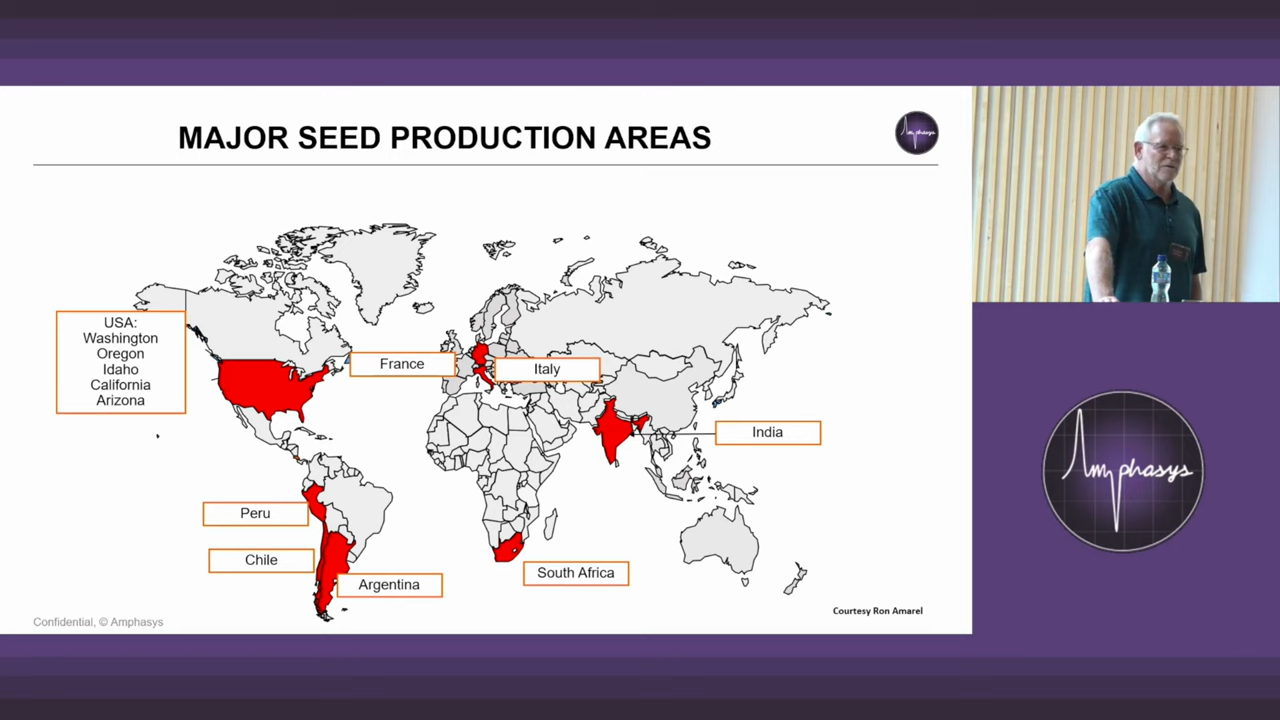 MAJOR SEED PRODUCTION AREAS
Amphasys
USA:
Washington
Oregon
Idaho
California
Arizona
France
Italy
India
Peru
Chile
Argentina
South Africa
Courtesy Ron Amarel
Confidential, © Amphasys
Amphasys